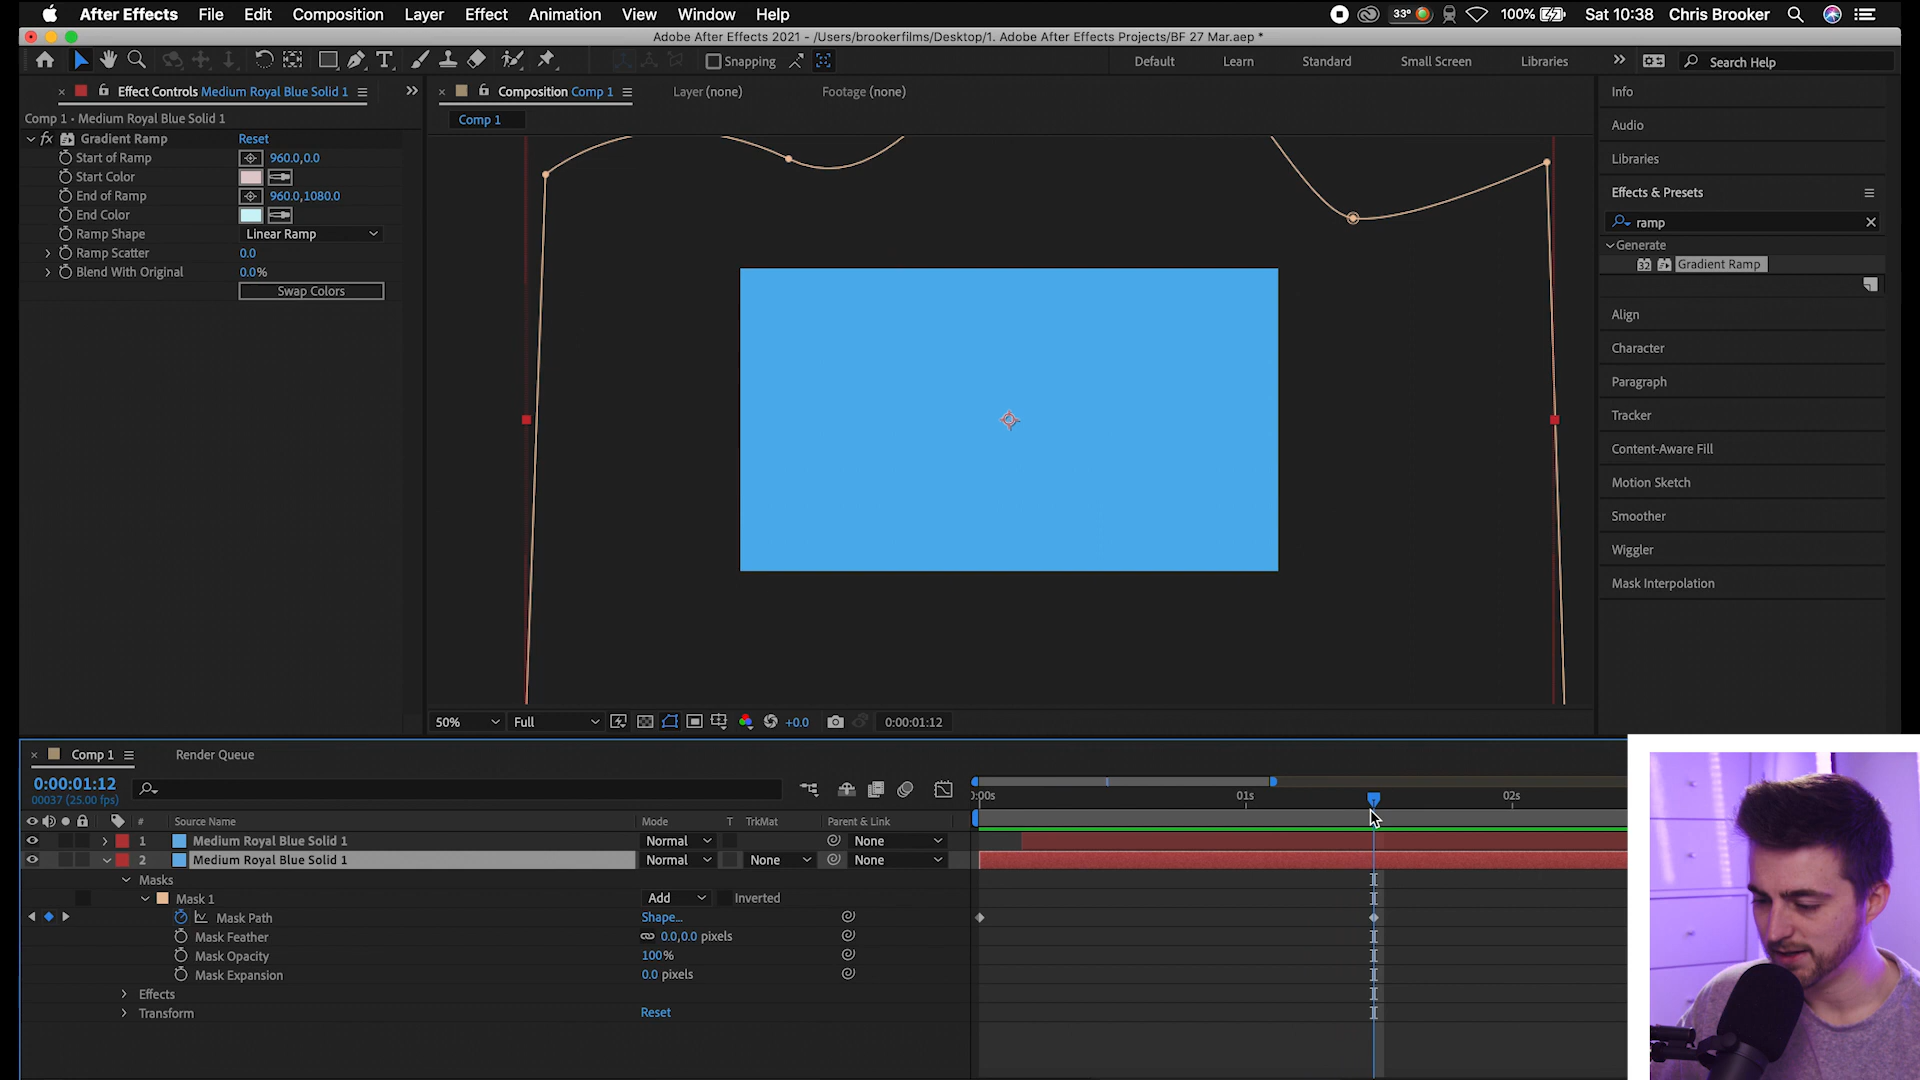 After Effects File Edit Composition Layer Effect Animation View Window Help 33° 100% Sat 10:38 Chris Brooker
Adobe After Effects 2021 - /Users/brookerfilms/Desktop/1. Adobe After Effects Projects/BF 27 Mar.aep *
Snapping Default Learn Standard Small Screen Libraries Search Help
Effect Controls Medium Royal Blue Solid 1 Composition Comp 1 Layer (none) Footage (none) Info
Comp 1 • Medium Royal Blue Solid 1 Comp 1 Audio
fx Gradient Ramp Reset
Start of Ramp 960.0,0.0 Libraries
Start Color
End of Ramp 960.0,1080.0 Effects & Presets
End Color ramp
Ramp Shape Linear Ramp
Ramp Scatter 0.0 Generate
Blend With Original 0.0% 32 Gradient Ramp
Swap Colors
Align
Character
Paragraph
Tracker
Content-Aware Fill
Motion Sketch
Smoother
Wiggler
Mask Interpolation
50% Full +0.0 0:00:01:12
Comp 1 Render Queue
0:00:01:12
00037 (25.00 fps) 0:00s 01s 02s
# Source Name Mode T TrkMat Parent & Link
1 Medium Royal Blue Solid 1 Normal None
2 Medium Royal Blue Solid 1 Normal None None
Masks
Mask 1 Add Inverted
Mask Path Shape...
Mask Feather 0.0,0.0 pixels
Mask Opacity 100%
Mask Expansion 0.0 pixels
Effects
Transform Reset